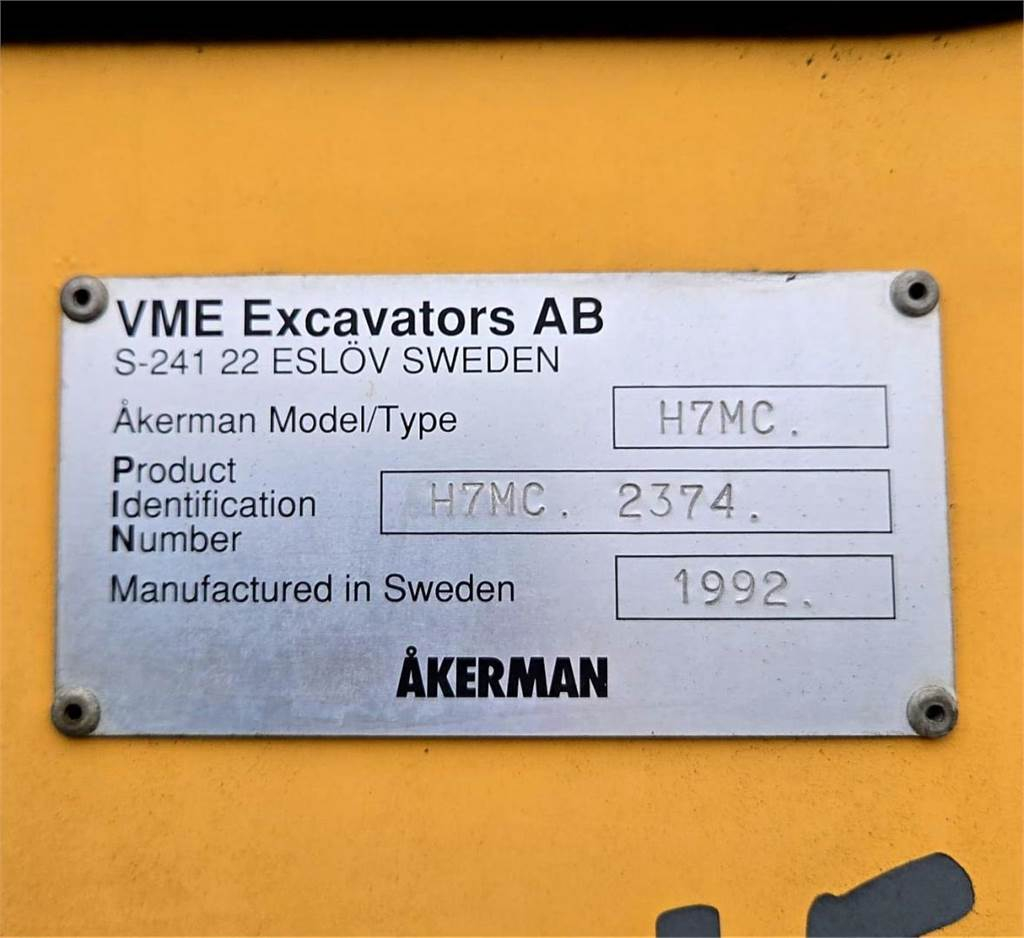 VME Excavators AB
S-241 22 ESLÖV SWEDEN
Åkerman Model/Type H7MC.
Product
Identification H7MC. 2374.
Number
Manufactured in Sweden 1992.
ÅKERMAN